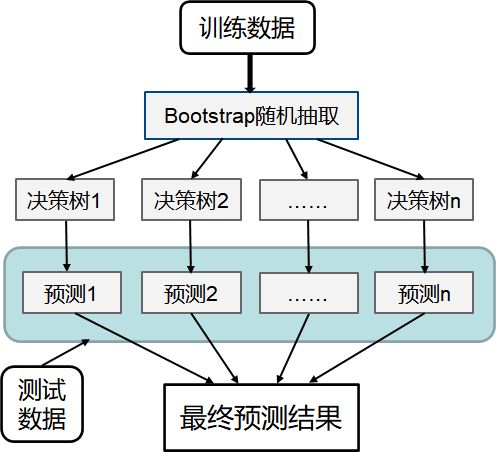 训练数据
Bootstrap随机抽取
决策树1
决策树2
……
决策树n
预测1
预测2
……
预测n
测试
数据
最终预测结果